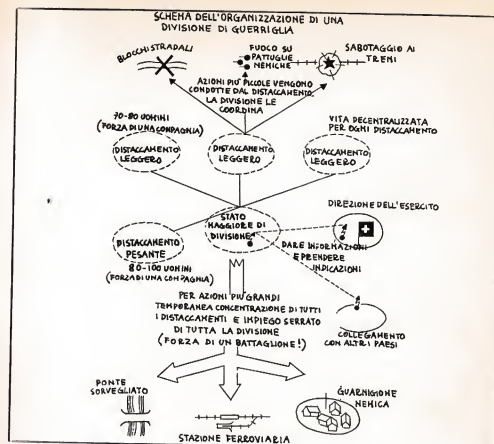 SCHEMA DELL'ORGANIZZAZIONE DI UNA
DIVISIONE DI GUERRIGLIA
BLOCCHI STRADALI
FUOCO SU
PATTUGLIE
NEMICHE
SABOTAGGIO AI
TRENI
AZIONI PIU' PICCOLE VENGONO
CONDOTTE DAL DISTACCAMENTO.
LA DIVISIONE LE
COORDINA
70-80 UOMINI
(FORZA DI UNA COMPAGNIA)
VITA DECENTRALIZZATA
PER OGNI DISTACCAMENTO
DISTACCAMENTO
LEGGERO
DISTACCAMENTO
LEGGERO
DISTACCAMENTO
LEGGERO
STATO
MAGGIORE DI
DIVISIONE
DIREZIONE DELL'ESERCITO
DISTACCAMENTO
PESANTE
80-100 UOMINI
(FORZA DI UNA COMPAGNIA)
DARE INFORMAZIONI
E PRENDERE
INDICAZIONI
PER AZIONI PIU' GRANDI
TEMPORANEA CONCENTRAZIONE DI TUTTI
I DISTACCAMENTI E IMPIEGO SERRATO
DI TUTTA LA DIVISIONE
(FORZA DI UN BATTAGLIONE!)
COLLEGAMENTO
CON ALTRI PAESI
PONTE
SORVEGLIATO
STAZIONE FERROVIARIA
GUARNIGIONE
NEMICA